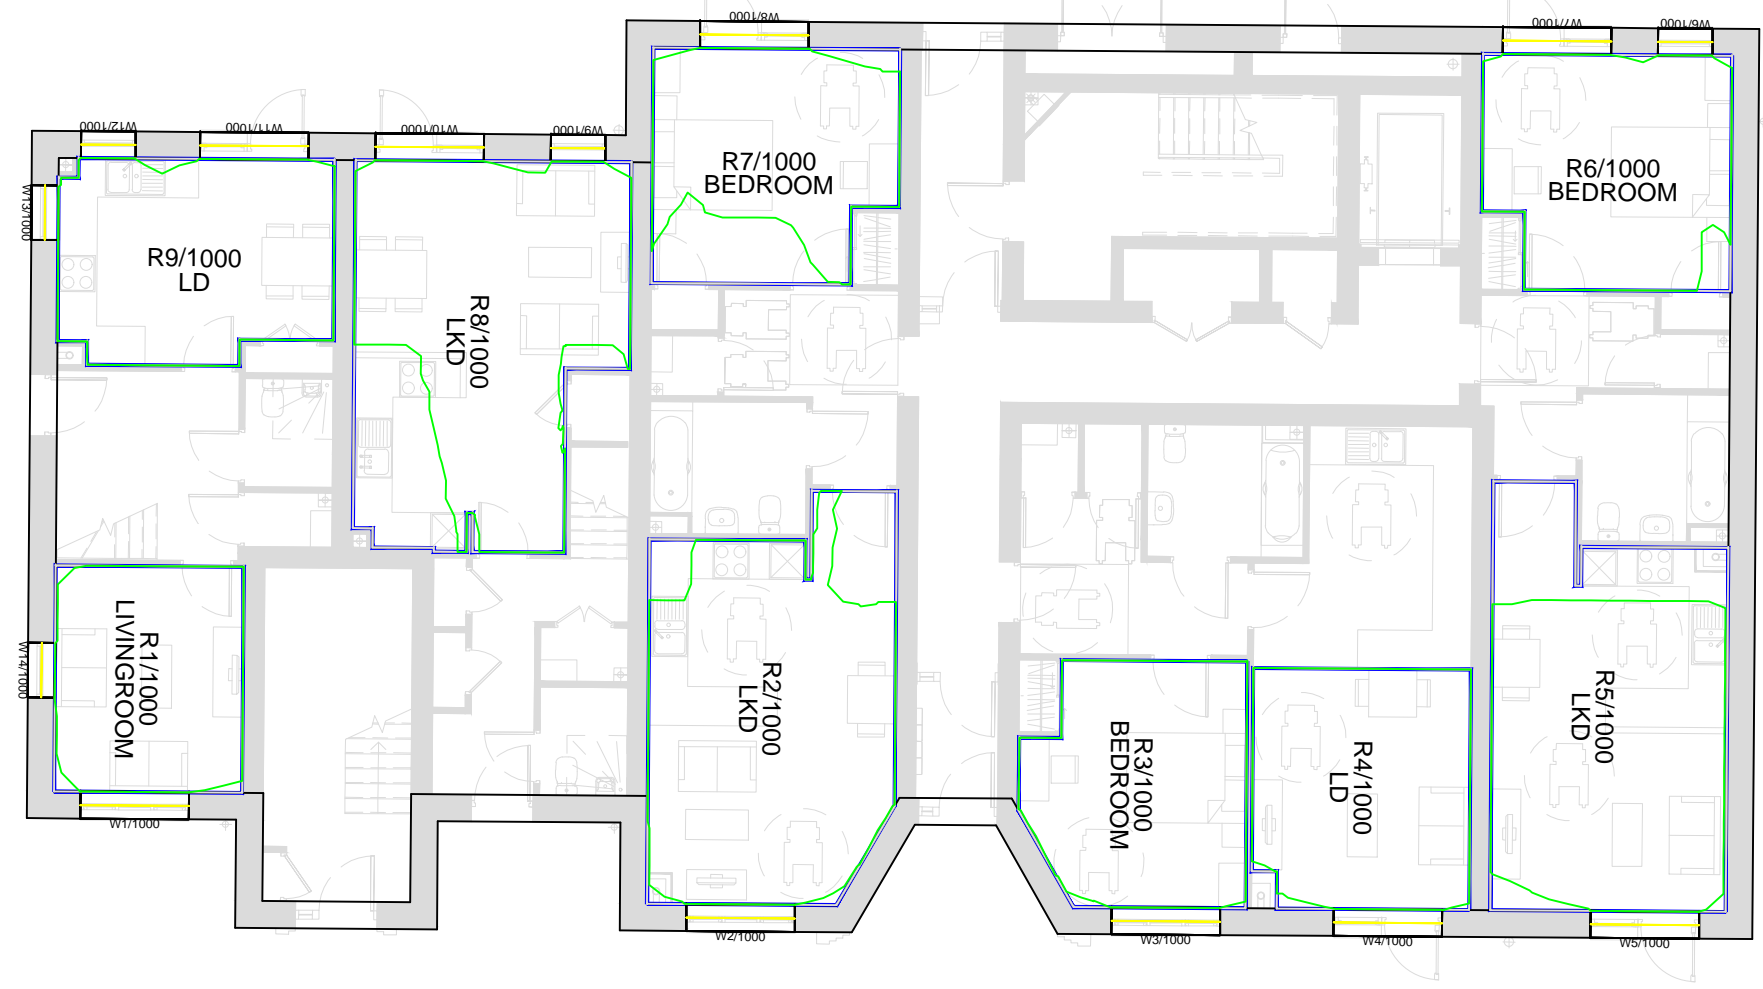 W8/1000
W7/1000
W6/1000
W12/1000
W11/1000
W10/1000
W9/1000
R7/1000
BEDROOM
R6/1000
BEDROOM
W13/1000
R9/1000
LD
R8/1000
LKD
R1/1000
LIVINGROOM
W14/1000
R2/1000
LKD
R3/1000
BEDROOM
R4/1000
LD
R5/1000
LKD
W1/1000
W2/1000
W3/1000
W4/1000
W5/1000